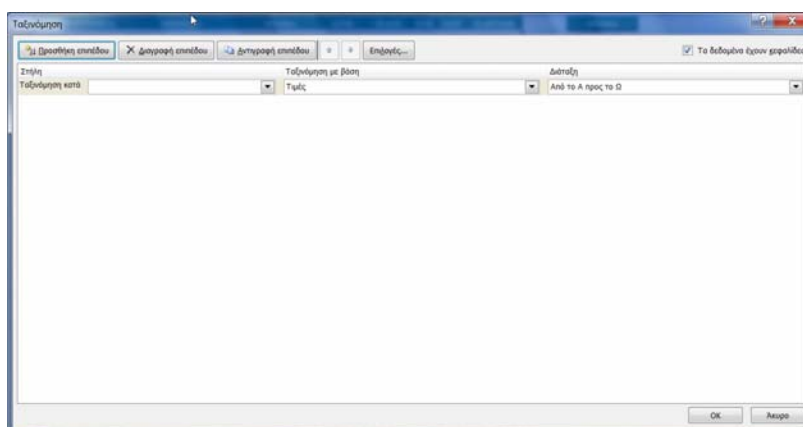 Ταξινόμηση
Προσθήκη επιπέδου Διαγραφή επιπέδου Αντιγραφή επιπέδου Επιλογές... Τα δεδομένα έχουν κεφαλίδες
Στήλη Ταξινόμηση με βάση Διάταξη
Ταξινόμηση κατά Τιμές Από το Α προς το Ω
OK Άκυρο